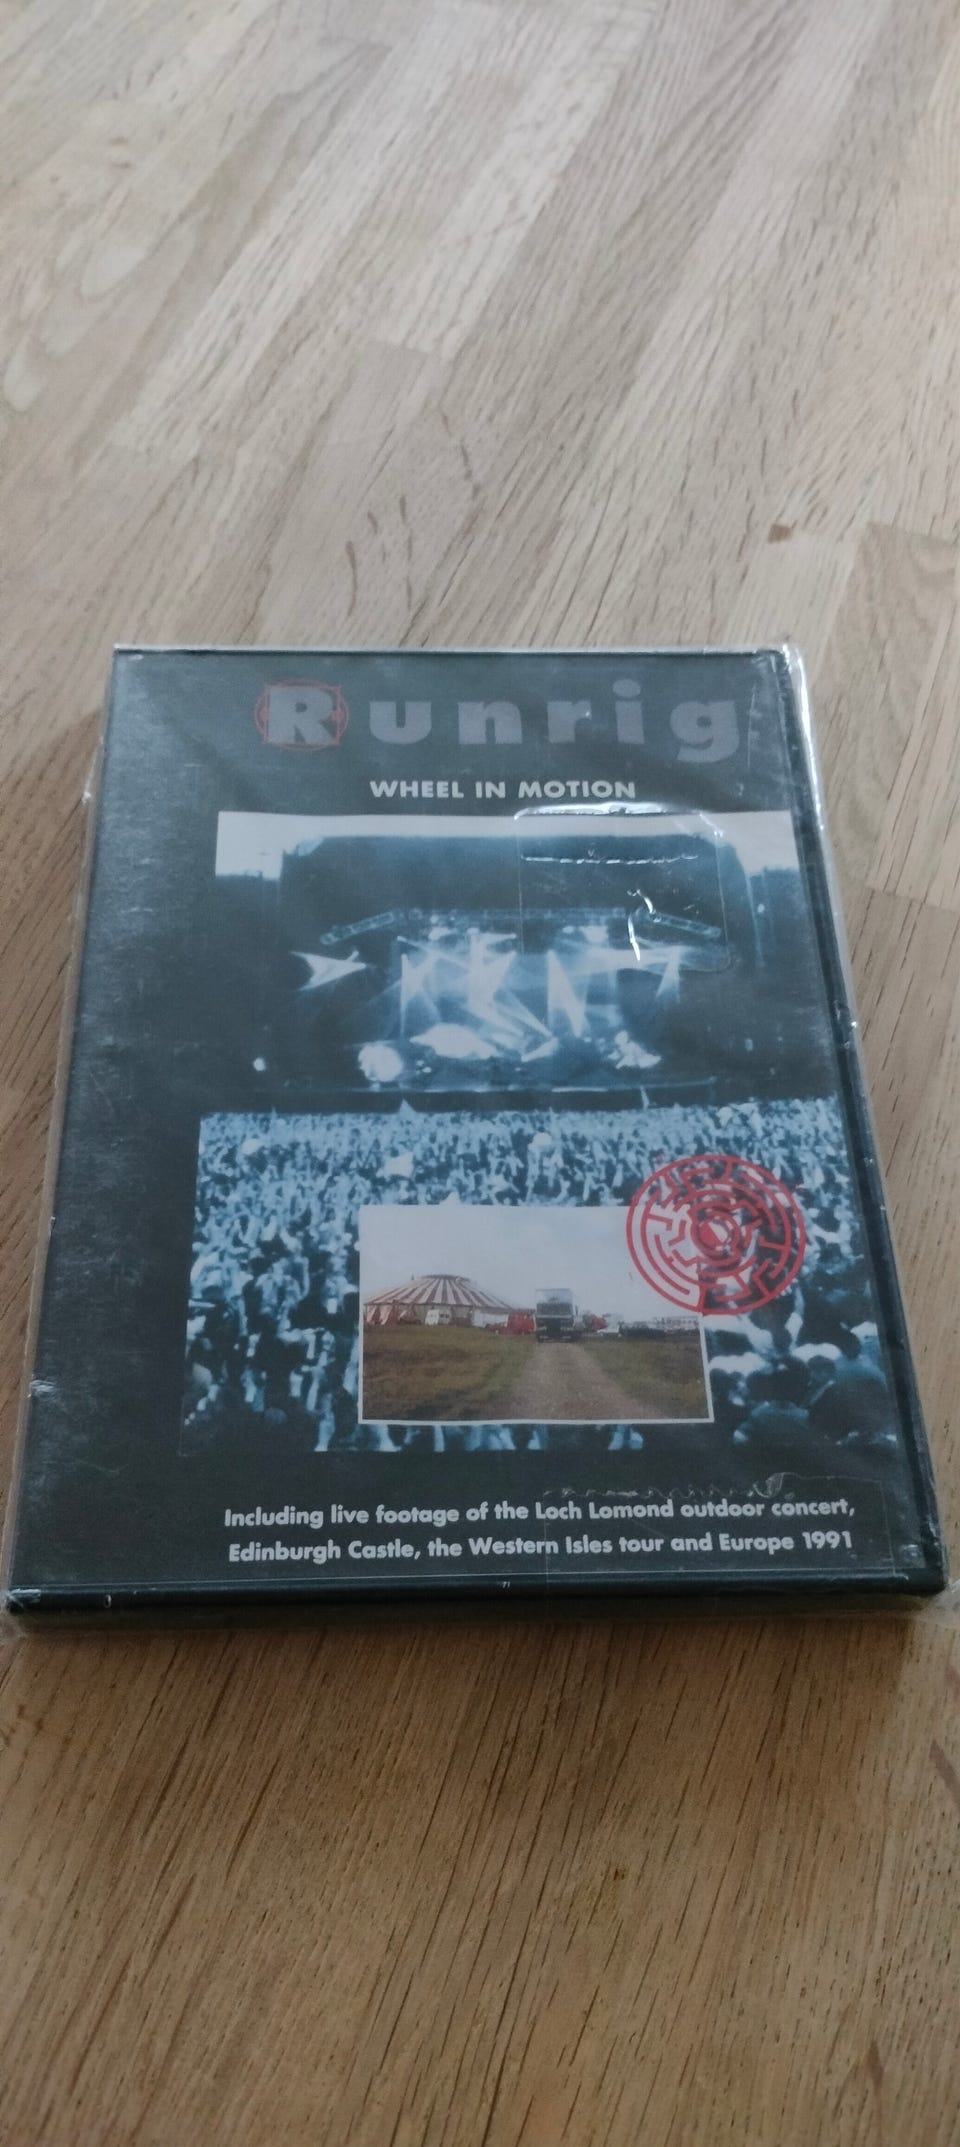 Runrig
WHEEL IN MOTION
Including live footage of the Loch Lomond outdoor concert,
Edinburgh Castle, the Western Isles tour and Europe 1991